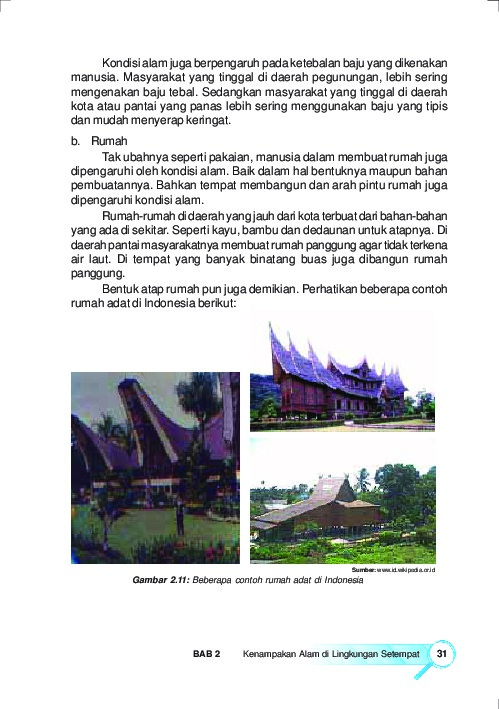 Kondisi alam juga berpengaruh pada ketebalan baju yang dikenakan
manusia. Masyarakat yang tinggal di daerah pegunungan, lebih sering
mengenakan baju tebal. Sedangkan masyarakat yang tinggal di daerah
kota atau pantai yang panas lebih sering menggunakan baju yang tipis
dan mudah menyerap keringat.
b. Rumah
Tak ubahnya seperti pakaian, manusia dalam membuat rumah juga
dipengaruhi oleh kondisi alam. Baik dalam hal bentuknya maupun bahan
pembuatannya. Bahkan tempat membangun dan arah pintu rumah juga
dipengaruhi kondisi alam.
Rumah-rumah di daerah yang jauh dari kota terbuat dari bahan-bahan
yang ada di sekitar. Seperti kayu, bambu dan dedaunan untuk atapnya. Di
daerah pantai masyarakatnya membuat rumah panggung agar tidak terkena
air laut. Di tempat yang banyak binatang buas juga dibangun rumah
panggung.
Bentuk atap rumah pun juga demikian. Perhatikan beberapa contoh
rumah adat di Indonesia berikut:
Sumber: www.id.wikipedia.or.id
Gambar 2.11: Beberapa contoh rumah adat di Indonesia
BAB 2 Kenampakan Alam di Lingkungan Setempat 31